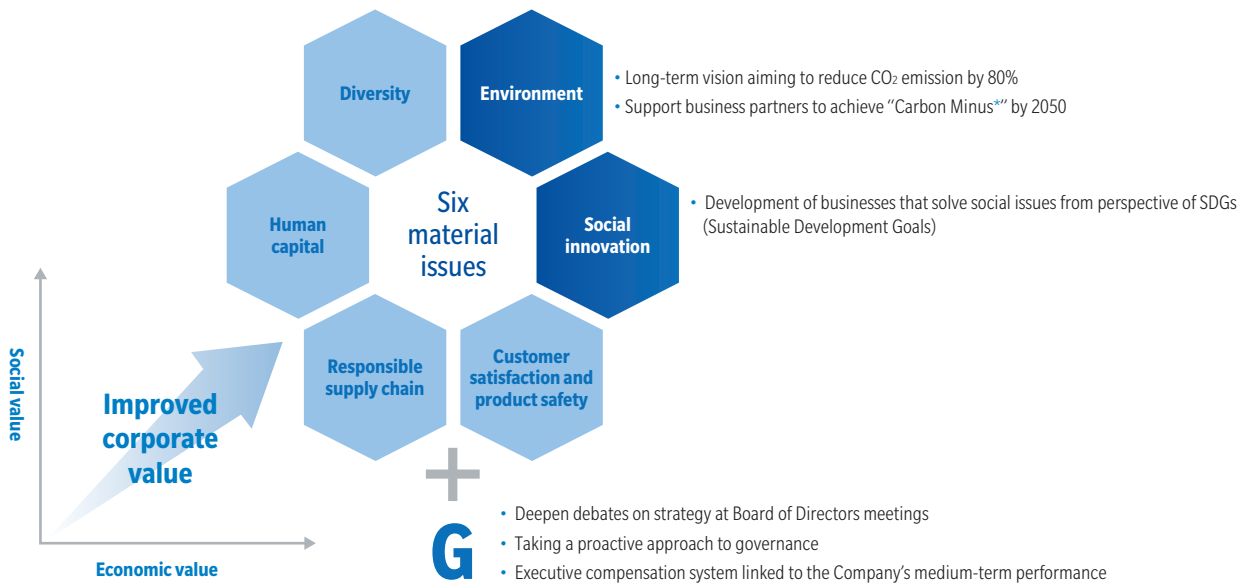 Diversity
Environment
• Long-term vision aiming to reduce CO₂ emission by 80%
• Support business partners to achieve “Carbon Minus*” by 2050
Human
capital
Six
material
issues
Social
innovation
• Development of businesses that solve social issues from perspective of SDGs
(Sustainable Development Goals)
Responsible
supply chain
Customer
satisfaction and
product safety
Social value
Improved
corporate
value
Economic value
+
G
• Deepen debates on strategy at Board of Directors meetings
• Taking a proactive approach to governance
• Executive compensation system linked to the Company’s medium-term performance